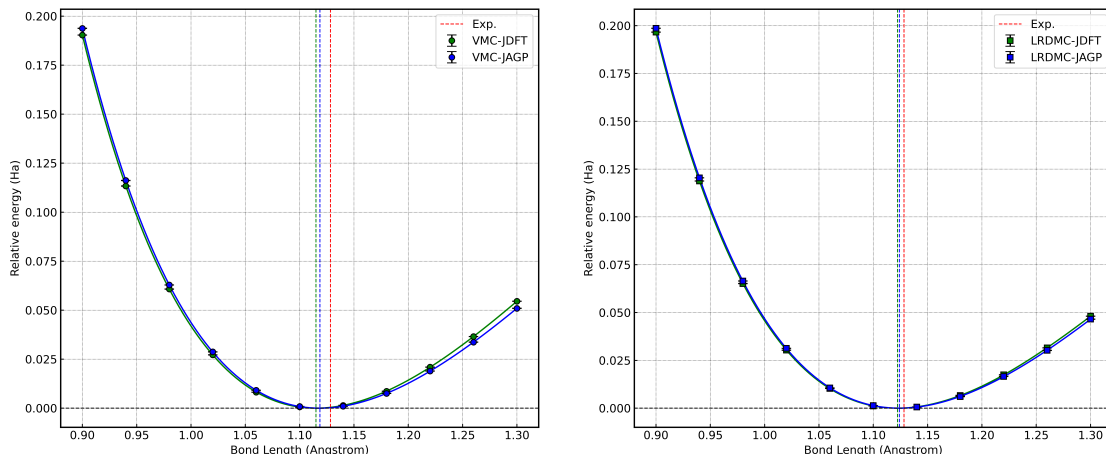 Exp.
VMC-JDFT
VMC-JAGP
Relative energy (Ha)
0.200
0.175
0.150
0.125
0.100
0.075
0.050
0.025
0.000
0.90 0.95 1.00 1.05 1.10 1.15 1.20 1.25 1.30
Bond Length (Angstrom)
Exp.
LRDMC-JDFT
LRDMC-JAGP
Relative energy (Ha)
0.200
0.175
0.150
0.125
0.100
0.075
0.050
0.025
0.000
0.90 0.95 1.00 1.05 1.10 1.15 1.20 1.25 1.30
Bond Length (Angstrom)